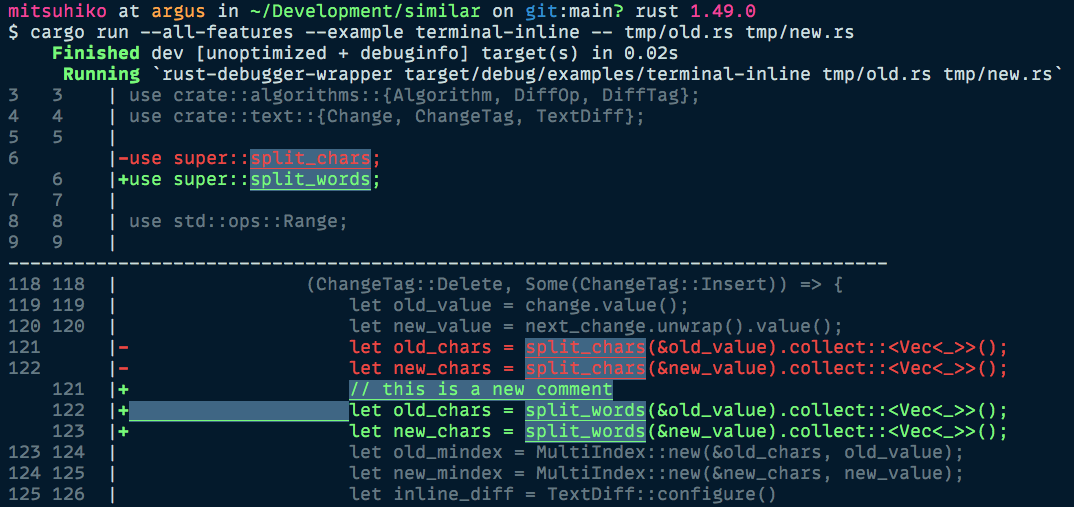 mitsuhiko at argus in ~/Development/similar on git:main? rust 1.49.0
$ cargo run --all-features --example terminal-inline -- tmp/old.rs tmp/new.rs
    Finished dev [unoptimized + debuginfo] target(s) in 0.02s
     Running `rust-debugger-wrapper target/debug/examples/terminal-inline tmp/old.rs tmp/new.rs`
3   3    | use crate::algorithms::{Algorithm, DiffOp, DiffTag};
4   4    | use crate::text::{Change, ChangeTag, TextDiff};
5   5    |
6        |-use super::split_chars;
    6    |+use super::split_words;
7   7    |
8   8    | use std::ops::Range;
9   9    |
--------------------------------------------------------------------------------
118 118  |                 (ChangeTag::Delete, Some(ChangeTag::Insert)) => {
119 119  |                     let old_value = change.value();
120 120  |                     let new_value = next_change.unwrap().value();
121      |-                    let old_chars = split_chars(&old_value).collect::<Vec<_>>();
122      |-                    let new_chars = split_chars(&new_value).collect::<Vec<_>>();
    121  |+                    // this is a new comment
    122  |+                    let old_chars = split_words(&old_value).collect::<Vec<_>>();
    123  |+                    let new_chars = split_words(&new_value).collect::<Vec<_>>();
123 124  |                     let old_mindex = MultiIndex::new(&old_chars, old_value);
124 125  |                     let new_mindex = MultiIndex::new(&new_chars, new_value);
125 126  |                     let inline_diff = TextDiff::configure()